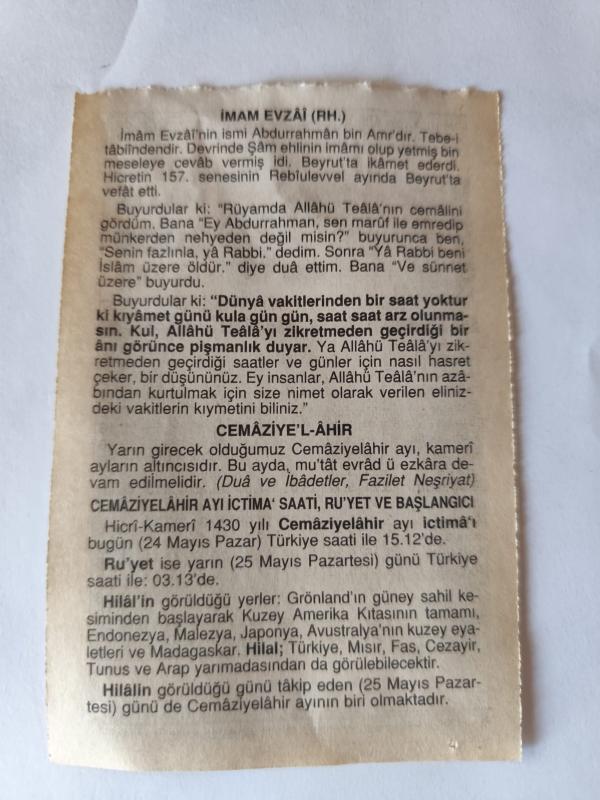 İMAM EVZÂÎ (RH.)
İmâm Evzâî'nin ismi Abdurrahmân bin Amr'dır. Tebe-i
tâbiîndendir. Devrinde Şâm ehlinin imâmı olup yetmiş bin
meseleye cevâb vermiş idi. Beyrut'ta ikâmet ederdi.
Hicretin 157. senesinin Rebîulevvel ayında Beyrut'ta
vefât etti.
Buyurdular ki: "Rüyamda Allâhü Teâlâ'nın cemâlini
gördüm. Bana "Ey Abdurrahman, sen marûf ile emredip
münkerden nehyeden değil misin?" buyurunca ben,
"Senin fazlınla, yâ Rabbi." dedim. Sonra "Yâ Rabbi beni
İslâm üzere öldür." diye duâ ettim. Bana "Ve sünnet
üzere" buyurdu.
Buyurdular ki: "Dünyâ vakitlerinden bir saat yoktur
ki kıyâmet günü kula gün gün, saat saat arz olunma-
sın. Kul, Allâhü Teâlâ'yı zikretmeden geçirdiği bir
ânı görünce pişmanlık duyar. Ya Allâhü Teâlâ'yı zik-
retmeden geçirdiği saatler ve günler için nasıl hasret
çeker, bir düşününüz. Ey insanlar, Allâhü Teâlâ'nın azâ-
bından kurtulmak için size nimet olarak verilen eliniz-
deki vakitlerin kıymetini biliniz."
CEMÂZİYE'L-ÂHİR
Yarın girecek olduğumuz Cemâziyelâhir ayı, kamerî
ayların altıncısıdır. Bu ayda, mu'tât evrâd ü ezkâra de-
vam edilmelidir. (Duâ ve İbâdetler, Fazilet Neşriyat)
CEMÂZİYELÂHİR AYI İCTİMA' SAATİ, RU'YET VE BAŞLANGICI
Hicrî-Kamerî 1430 yılı Cemâziyelâhir ayı ictimâ'ı
bugün (24 Mayıs Pazar) Türkiye saati ile 15.12'de.
Ru'yet ise yarın (25 Mayıs Pazartesi) günü Türkiye
saati ile: 03.13'de.
Hilâl'in görüldüğü yerler: Grönland'ın güney sahil ke-
siminden başlayarak Kuzey Amerika Kıtasının tamamı,
Endonezya, Malezya, Japonya, Avustralya'nın kuzey eya-
letleri ve Madagaskar. Hilal; Türkiye, Mısır, Fas, Cezayir,
Tunus ve Arap yarımadasından da görülebilecektir.
Hilâlin görüldüğü günü tâkip eden (25 Mayıs Pazar-
tesi) günü de Cemâziyelâhir ayının biri olmaktadır.